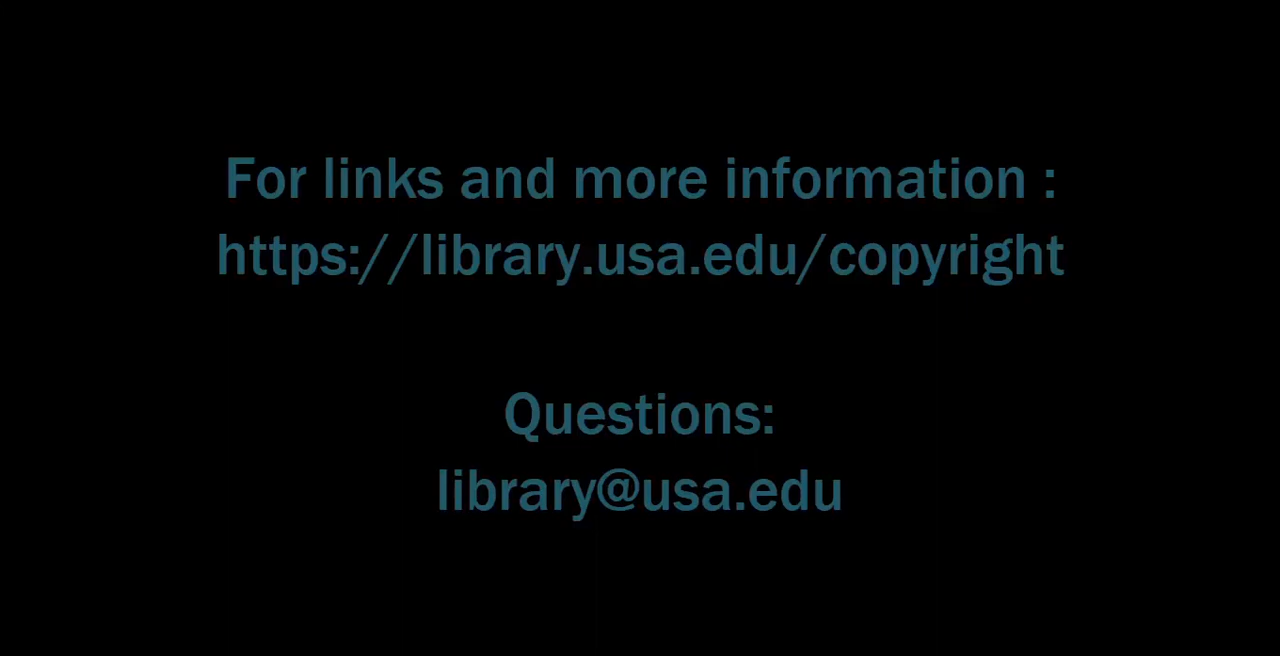 For links and more information :
https://library.usa.edu/copyright
Questions:
library@usa.edu